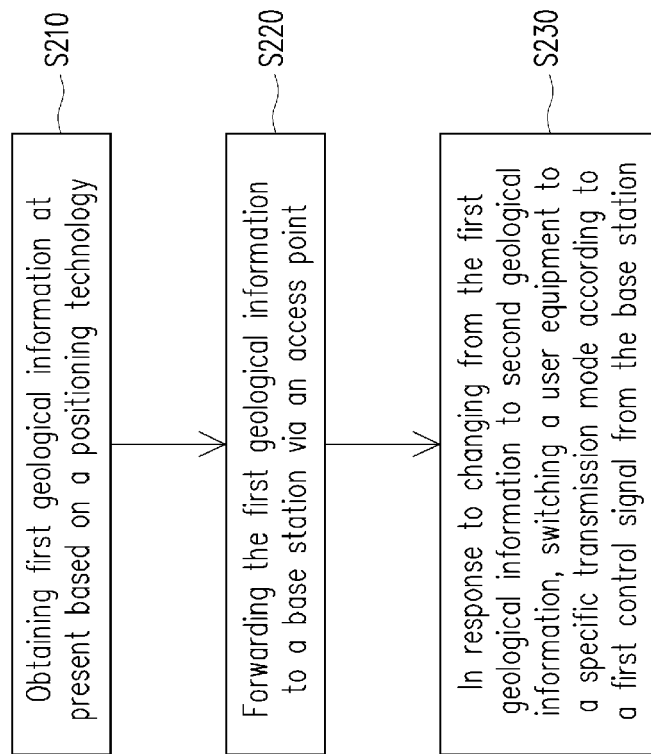 Obtaining first geological information at
present based on a positioning technology
S210
Forwarding the first geological information
to a base station via an access point
S220
In response to changing from the first
geological information to second geological
information, switching a user equipment to
a specific transmission mode according to
a first control signal from the base station
S230